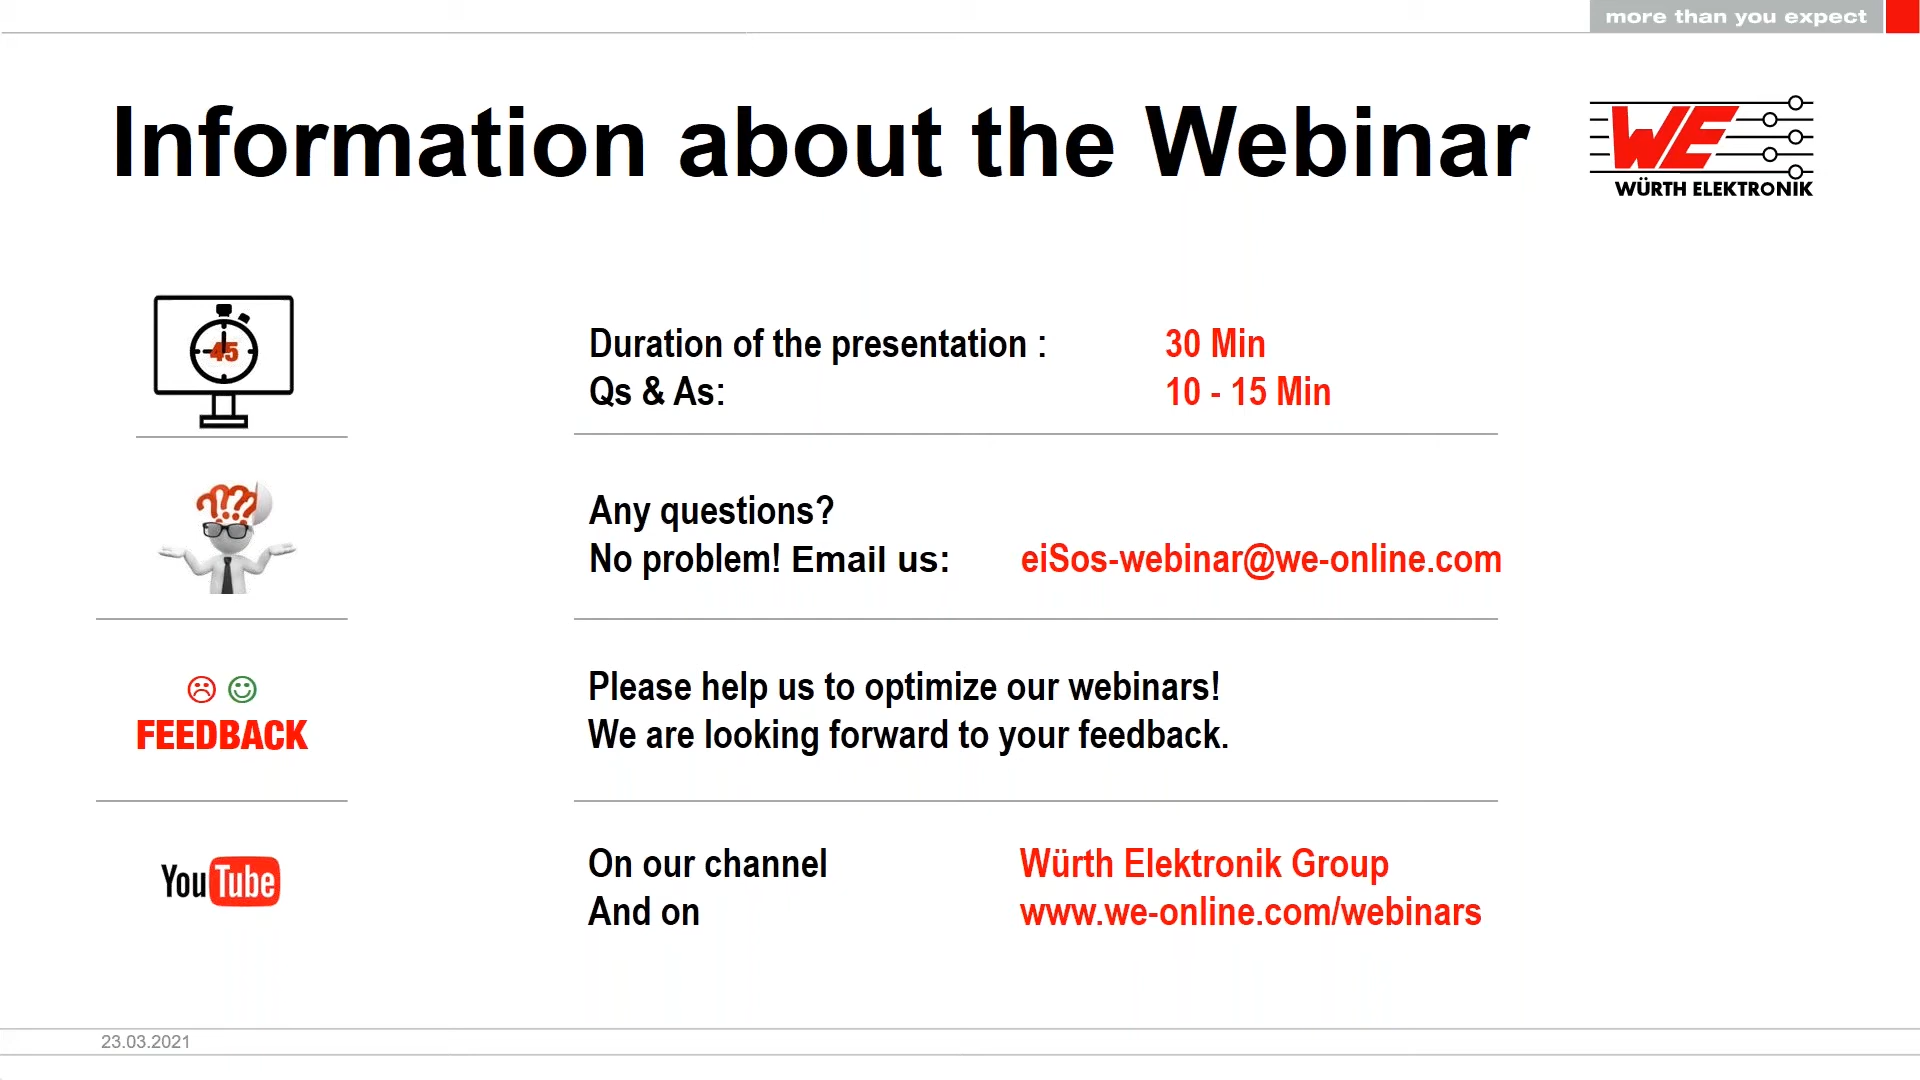 more than you expect
Information about the Webinar
WE
WÜRTH ELEKTRONIK
45
Duration of the presentation : 30 Min
Qs & As: 10 - 15 Min
???
Any questions?
No problem! Email us: eiSos-webinar@we-online.com
FEEDBACK
Please help us to optimize our webinars!
We are looking forward to your feedback.
YouTube
On our channel Würth Elektronik Group
And on www.we-online.com/webinars
23.03.2021